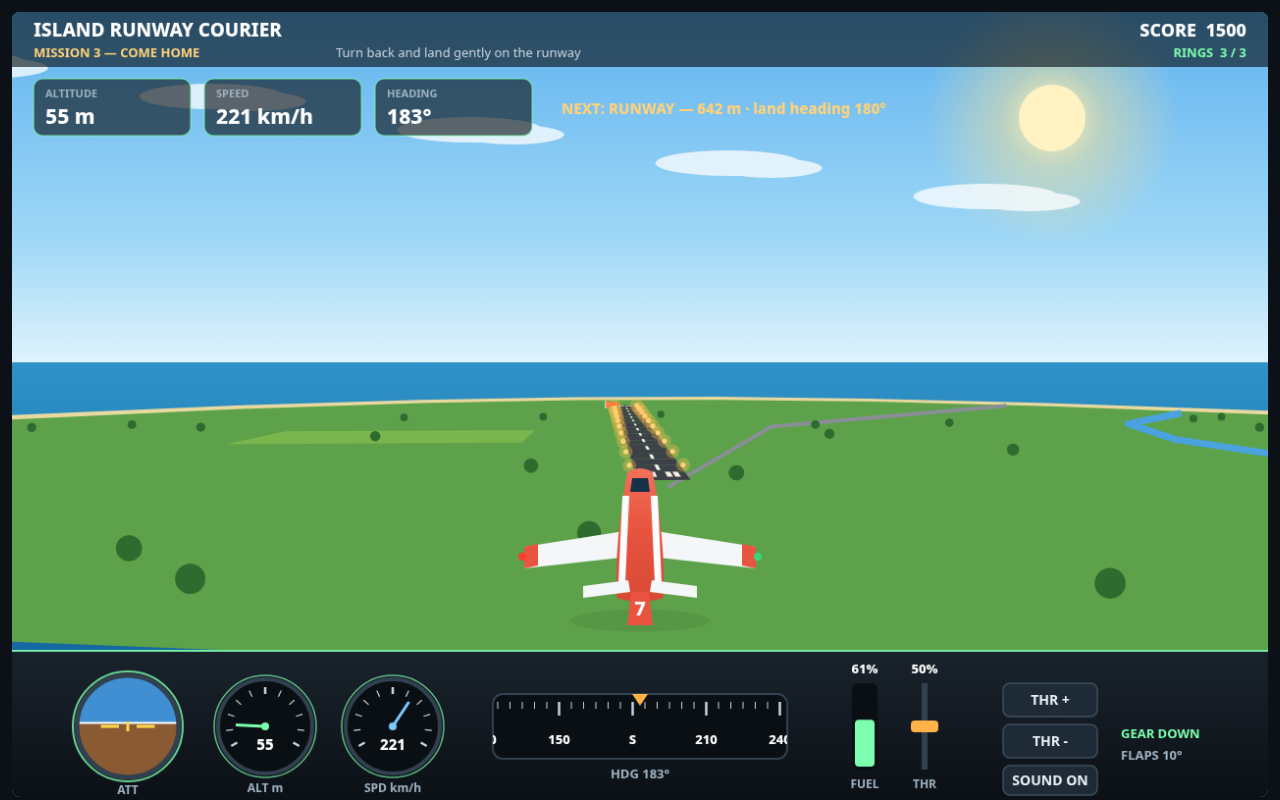 ISLAND RUNWAY COURIER
MISSION 3 — COME HOME
Turn back and land gently on the runway
SCORE 1500
RINGS 3 / 3
ALTITUDE
55 m
SPEED
221 km/h
HEADING
183°
NEXT: RUNWAY — 642 m · land heading 180°
7
ATT
55
ALT m
221
SPD km/h
150
S
210
HDG 183°
61%
FUEL
50%
THR
THR +
THR -
SOUND ON
GEAR DOWN
FLAPS 10°